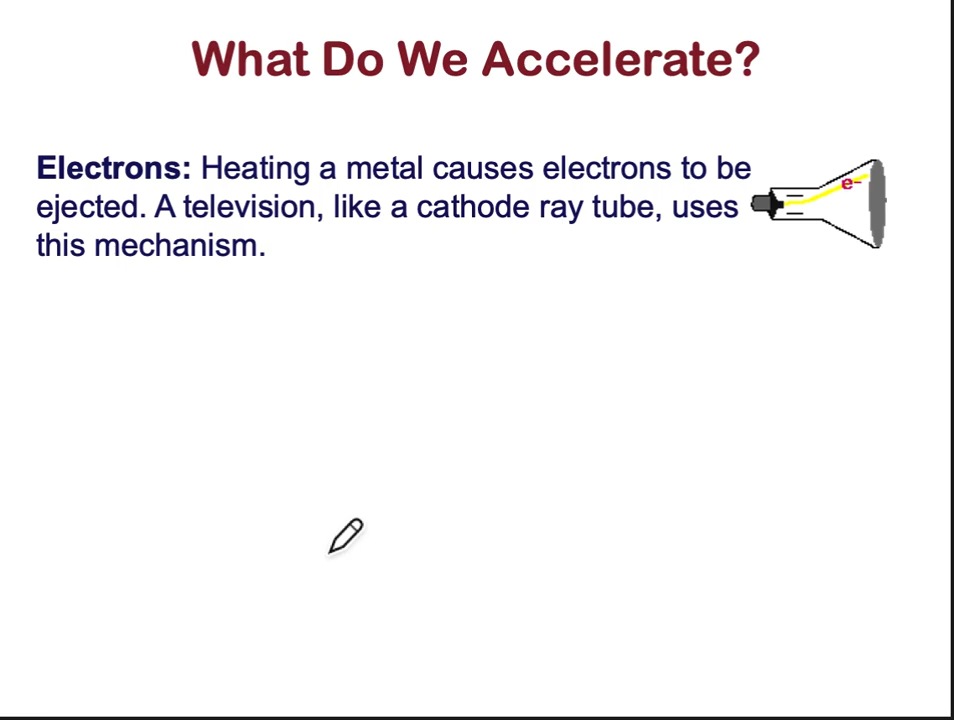 What Do We Accelerate?
Electrons: Heating a metal causes electrons to be
ejected. A television, like a cathode ray tube, uses
this mechanism.
e-